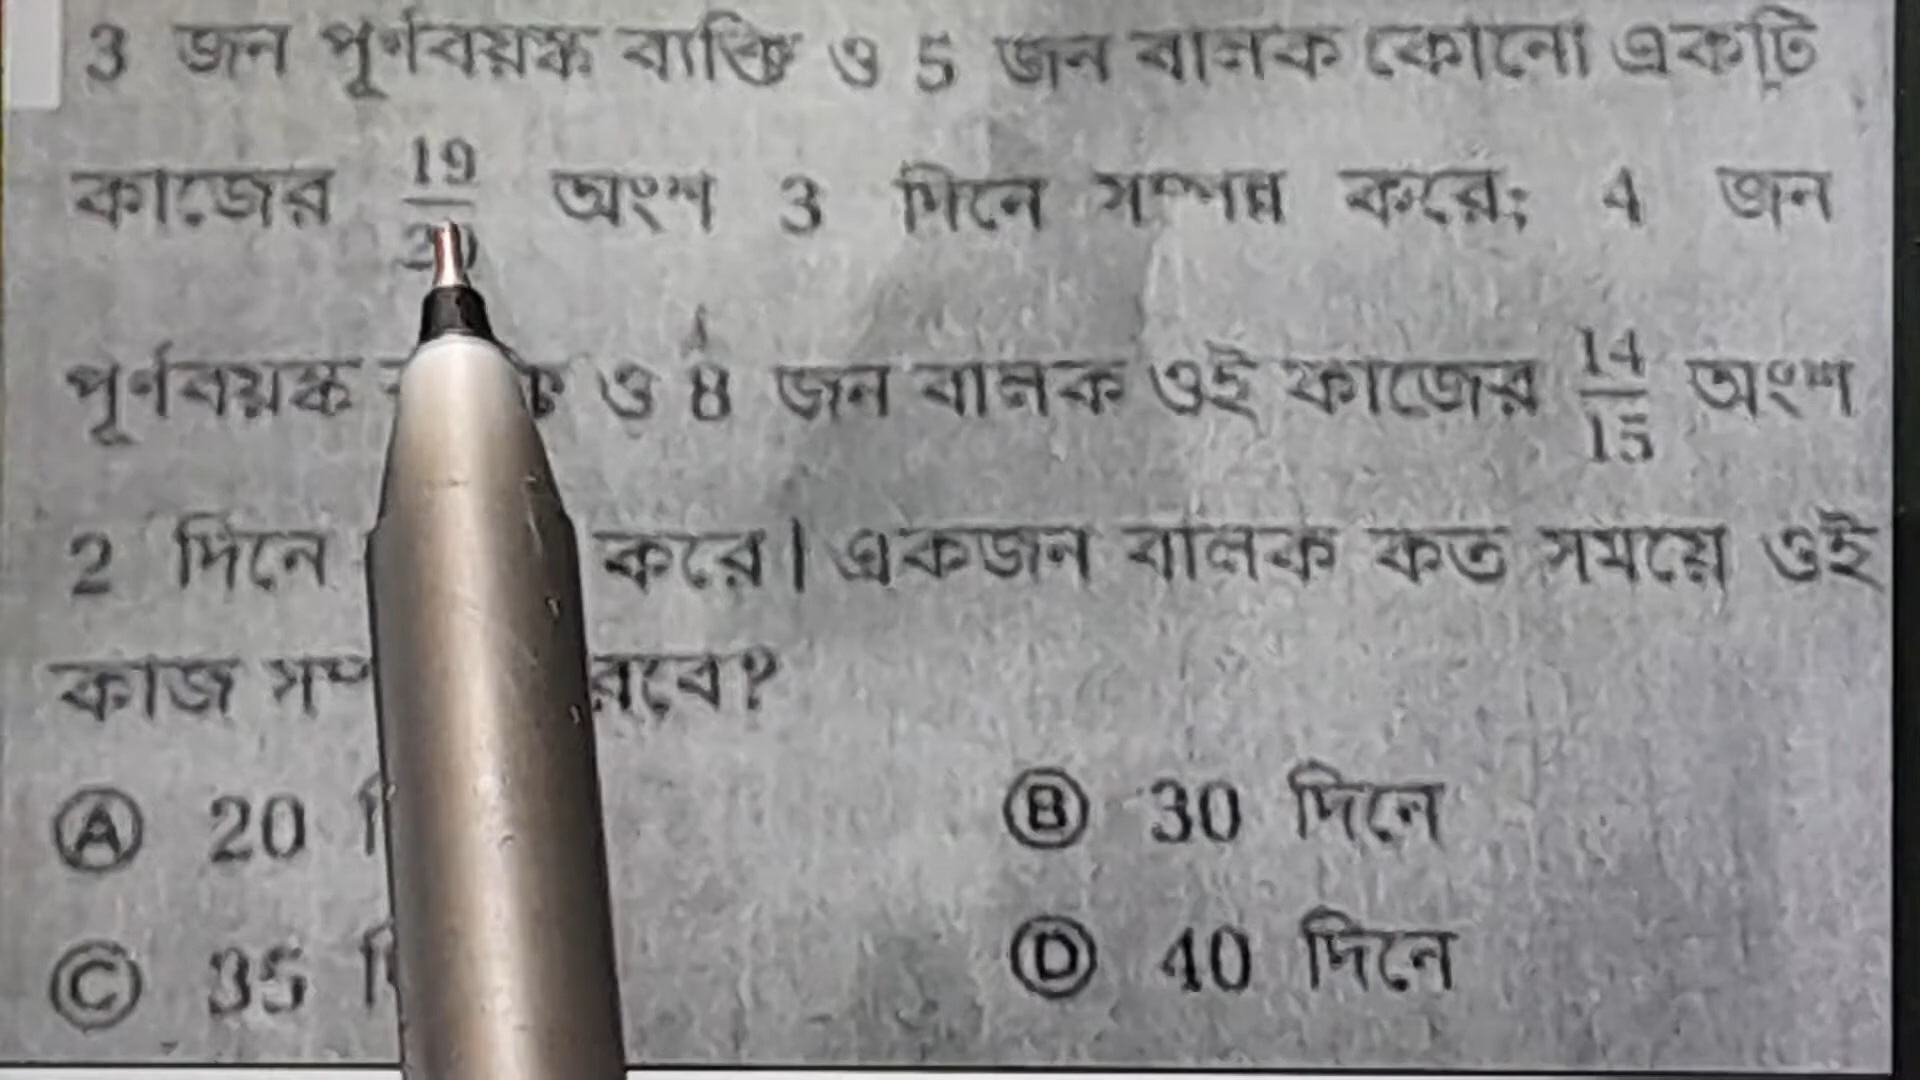 3 জন পূর্ণবয়স্ক ব্যক্তি ও 5 জন বালক কোনো একটি
কাজের 19/20 অংশ 3 দিনে সম্পন্ন করে; 4 জন
পূর্ণবয়স্ক ও 8 জন বালক ওই কাজের 14/15 অংশ
2 দিনে করে। একজন বালক কত সময়ে ওই
কাজ
A 20
B 30 দিনে
C 35
D 40 দিনে